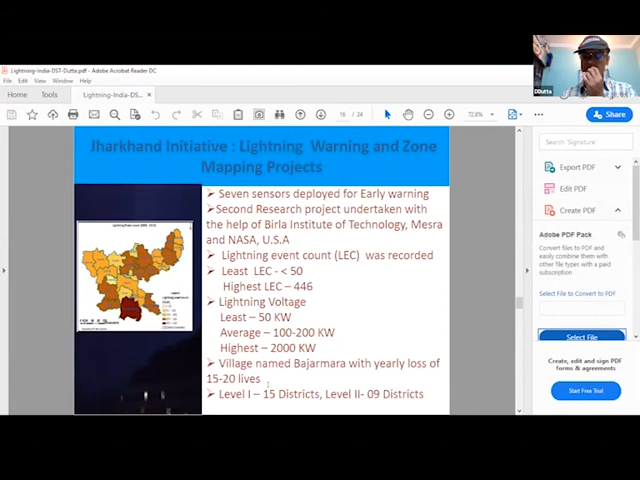 Lightning-India-DST-Dutta.pdf - Adobe Acrobat Reader DC
File Edit View Window Help
Home Tools Lightning-India-DS... ×
16 / 24 72.8% Share
DDutta
Jharkhand Initiative : Lightning Warning and Zone
Mapping Projects
Seven sensors deployed for Early warning
Second Research project undertaken with
the help of Birla Institute of Technology, Mesra
and NASA, U.S.A
Lightning event count (LEC) was recorded
Least LEC - < 50
Highest LEC – 446
Lightning Voltage
Least – 50 KW
Average – 100-200 KW
Highest – 2000 KW
Village named Bajarmara with yearly loss of
15-20 lives
Level I – 15 Districts, Level II- 09 Districts
Search 'Signature
Export PDF
Edit PDF
Create PDF
Adobe PDF Pack
Convert files to PDF and easily combine them with other file types with a paid subscription
Select File to Convert to PDF
Select File
Create, edit and sign PDF
forms & agreements
Start Free Trial